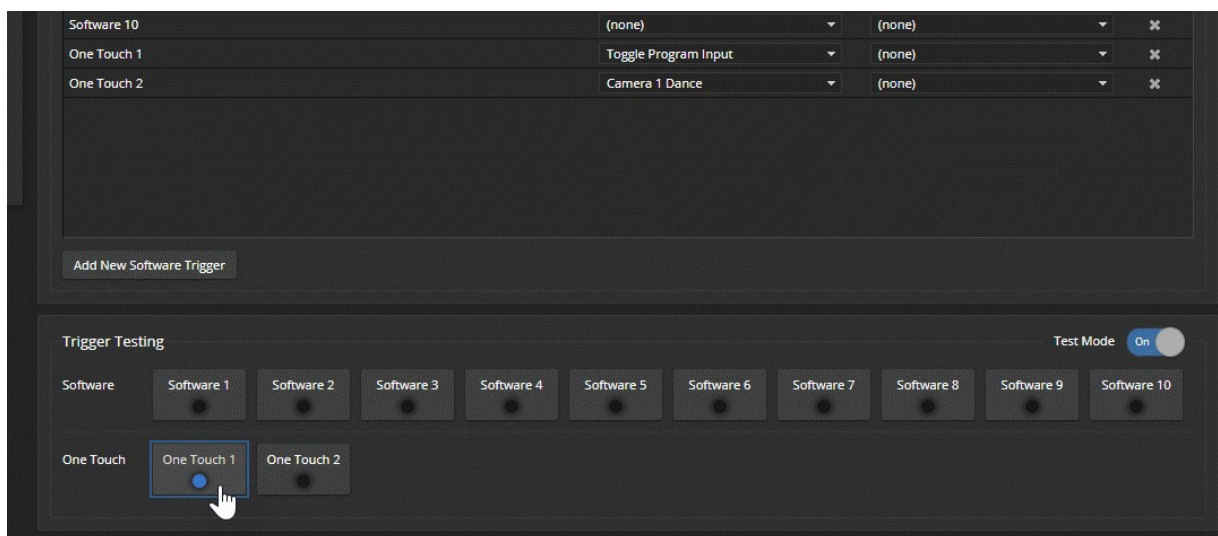 Software 10 (none) (none)
One Touch 1 Toggle Program Input (none)
One Touch 2 Camera 1 Dance (none)
Add New Software Trigger
Trigger Testing Test Mode On
Software Software 1 Software 2 Software 3 Software 4 Software 5 Software 6 Software 7 Software 8 Software 9 Software 10
One Touch One Touch 1 One Touch 2